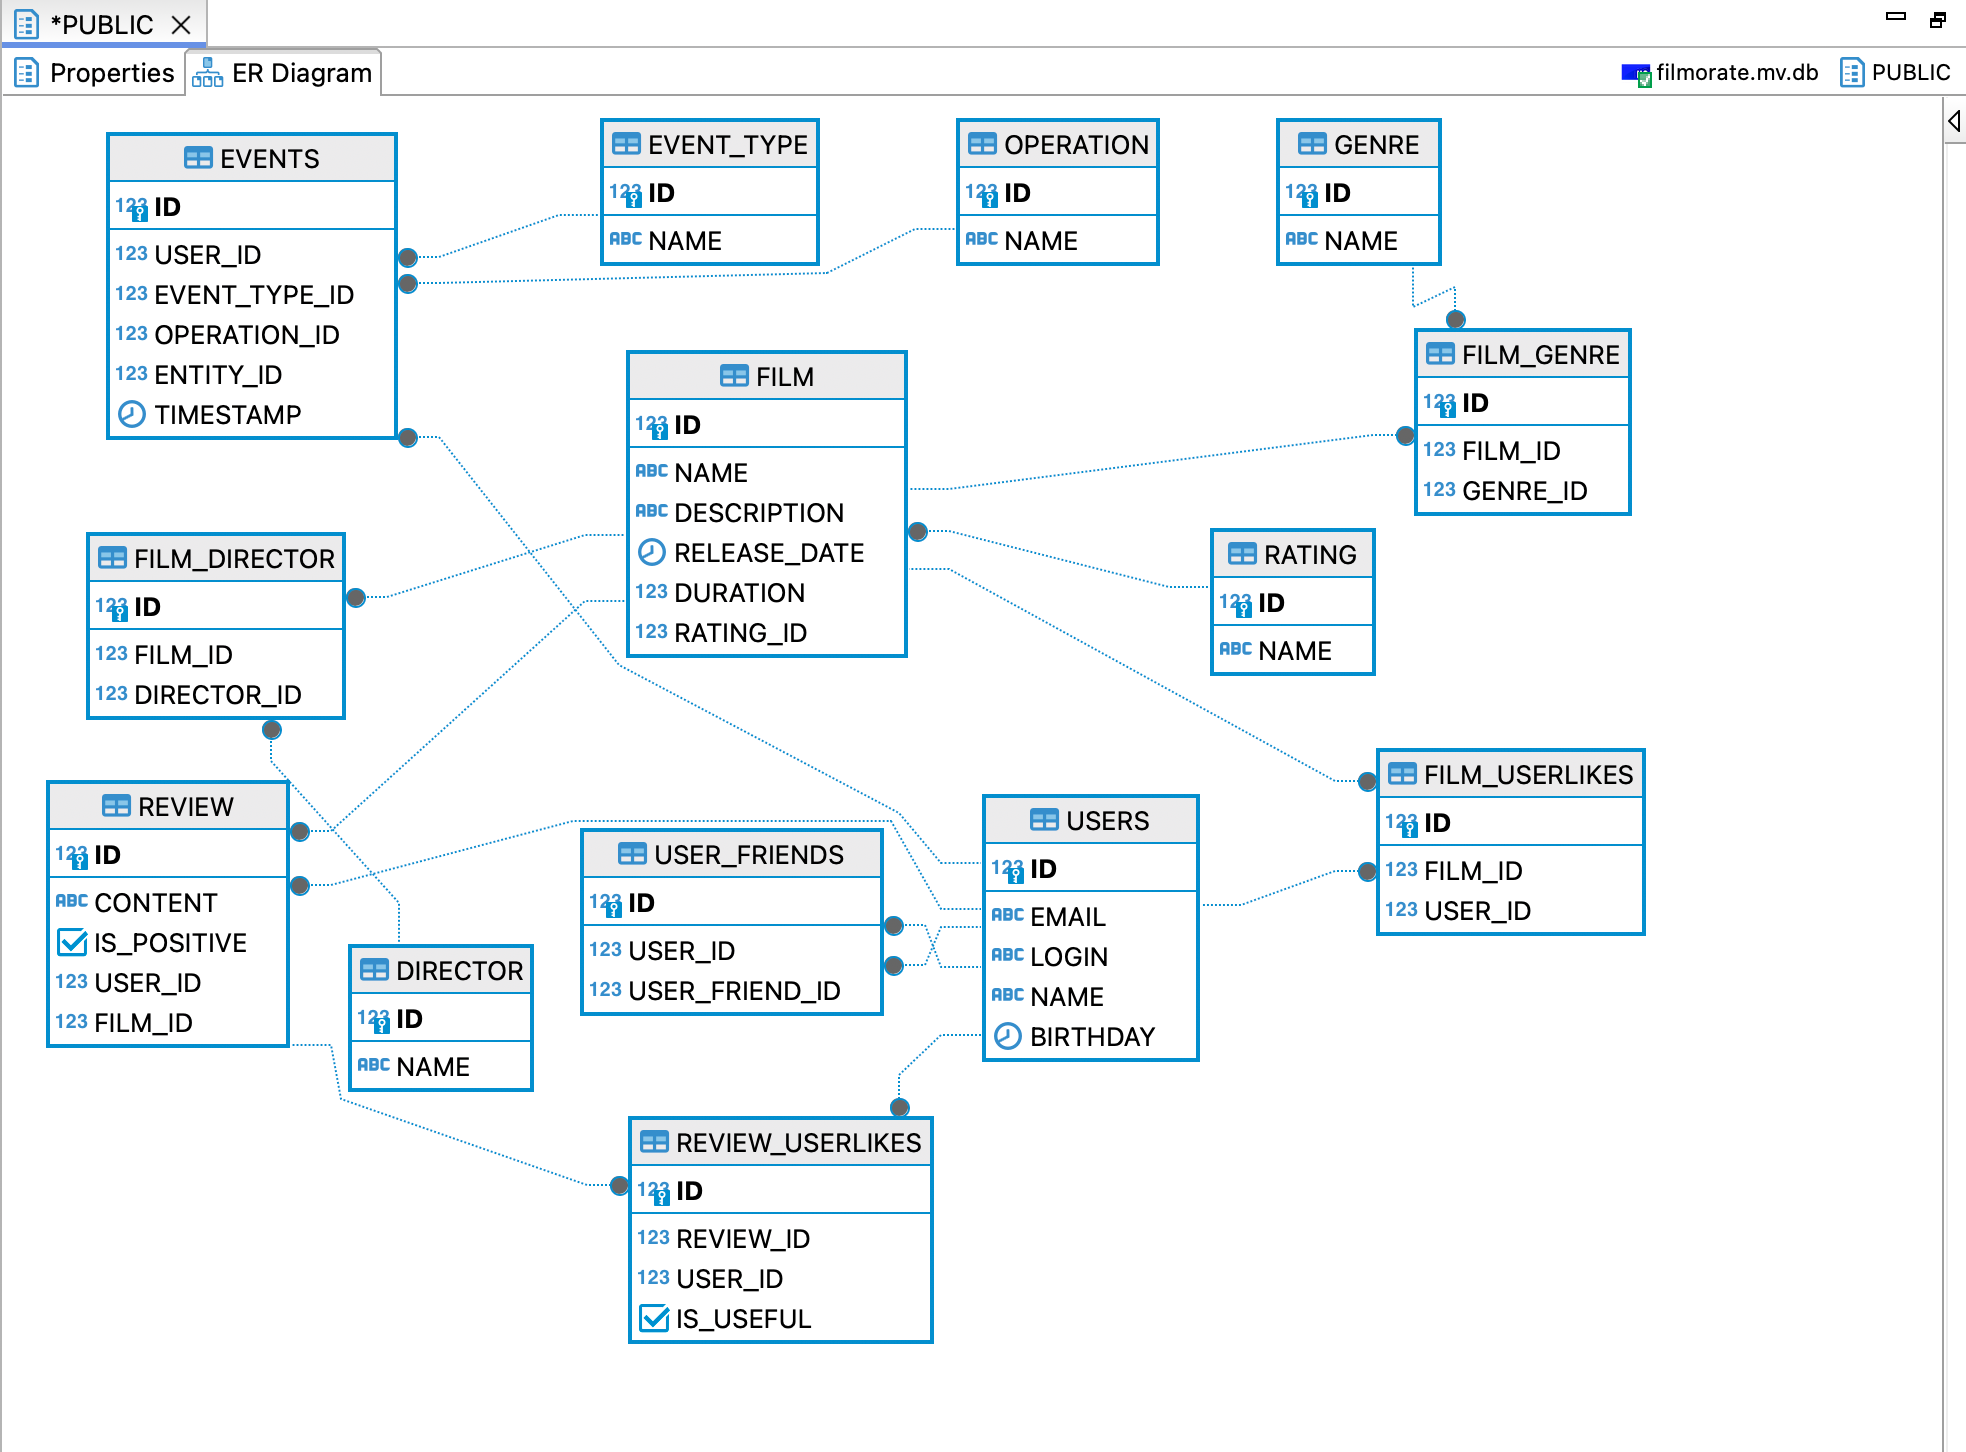 *PUBLIC
Properties
ER Diagram
filmorate.mv.db
PUBLIC
EVENTS
123 ID
123 USER_ID
123 EVENT_TYPE_ID
123 OPERATION_ID
123 ENTITY_ID
TIMESTAMP
EVENT_TYPE
123 ID
ABC NAME
OPERATION
123 ID
ABC NAME
GENRE
123 ID
ABC NAME
FILM_GENRE
123 ID
123 FILM_ID
123 GENRE_ID
FILM
123 ID
ABC NAME
ABC DESCRIPTION
RELEASE_DATE
123 DURATION
123 RATING_ID
FILM_DIRECTOR
123 ID
123 FILM_ID
123 DIRECTOR_ID
RATING
123 ID
ABC NAME
REVIEW
123 ID
ABC CONTENT
IS_POSITIVE
123 USER_ID
123 FILM_ID
DIRECTOR
123 ID
ABC NAME
USER_FRIENDS
123 ID
123 USER_ID
123 USER_FRIEND_ID
USERS
123 ID
ABC EMAIL
ABC LOGIN
ABC NAME
BIRTHDAY
FILM_USERLIKES
123 ID
123 FILM_ID
123 USER_ID
REVIEW_USERLIKES
123 ID
123 REVIEW_ID
123 USER_ID
IS_USEFUL